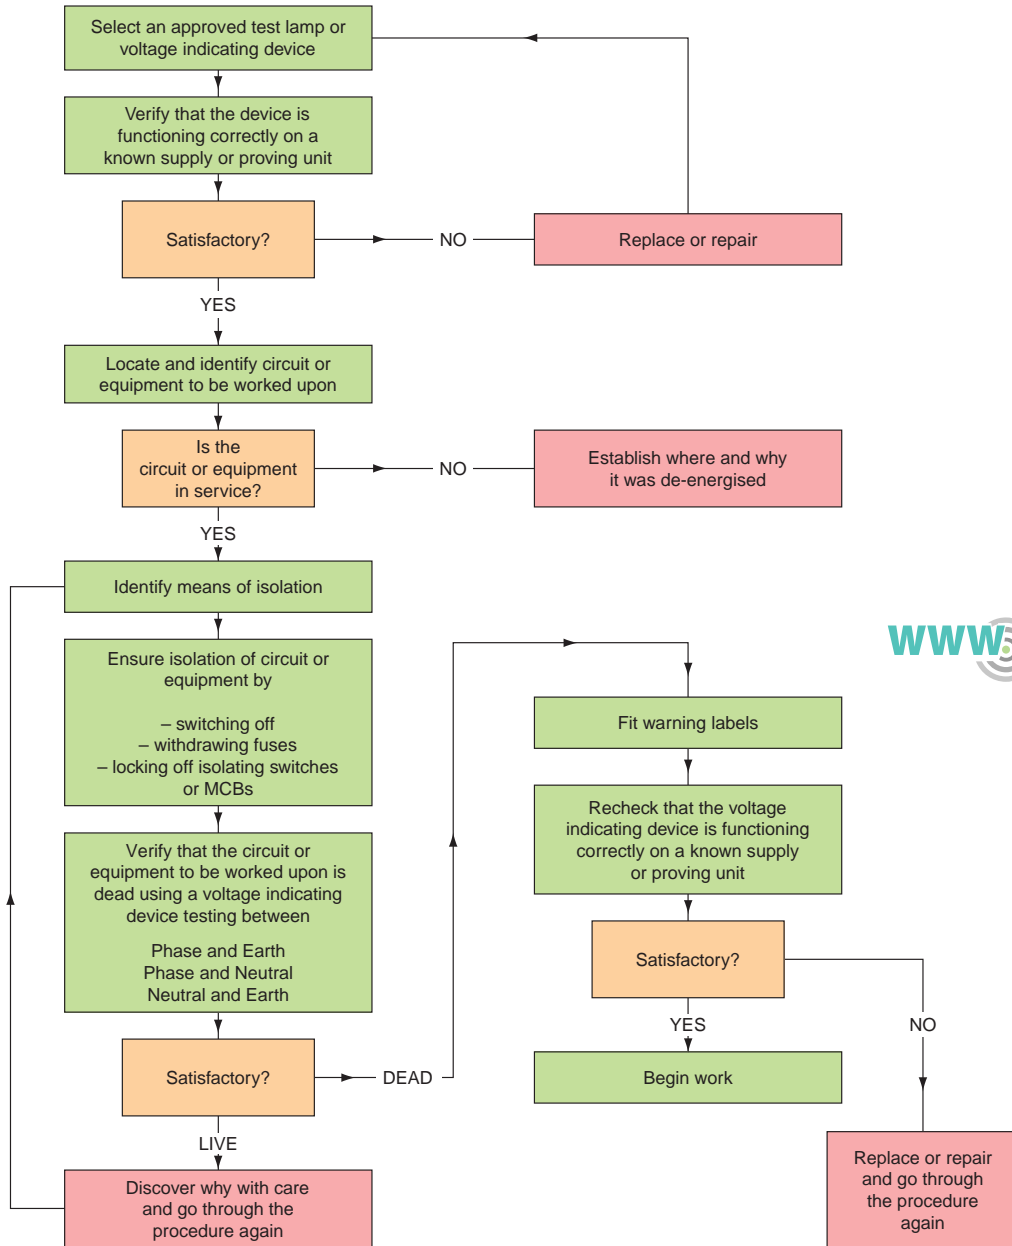 Select an approved test lamp or
voltage indicating device
Verify that the device is
functioning correctly on a
known supply or proving unit
Satisfactory?
NO
Replace or repair
YES
Locate and identify circuit or
equipment to be worked upon
Is the
circuit or equipment
in service?
NO
Establish where and why
it was de-energised
YES
Identify means of isolation
Ensure isolation of circuit or
equipment by
– switching off
– withdrawing fuses
– locking off isolating switches
or MCBs
Verify that the circuit or
equipment to be worked upon is
dead using a voltage indicating
device testing between
Phase and Earth
Phase and Neutral
Neutral and Earth
Satisfactory?
DEAD
LIVE
Discover why with care
and go through the
procedure again
www.
Fit warning labels
Recheck that the voltage
indicating device is functioning
correctly on a known supply
or proving unit
Satisfactory?
YES
NO
Begin work
Replace or repair
and go through
the procedure
again